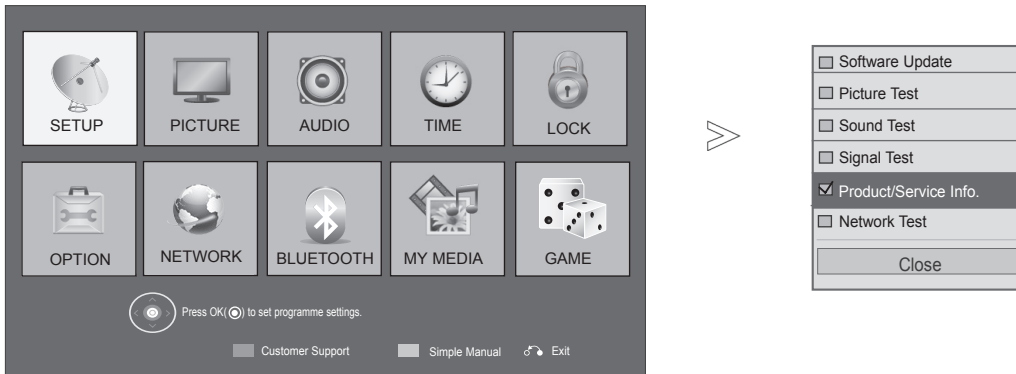 SETUP PICTURE AUDIO TIME LOCK
OPTION NETWORK BLUETOOTH MY MEDIA GAME
Press OK(◉) to set programme settings.
Customer Support Simple Manual Exit
Software Update
Picture Test
Sound Test
Signal Test
Product/Service Info.
Network Test
Close